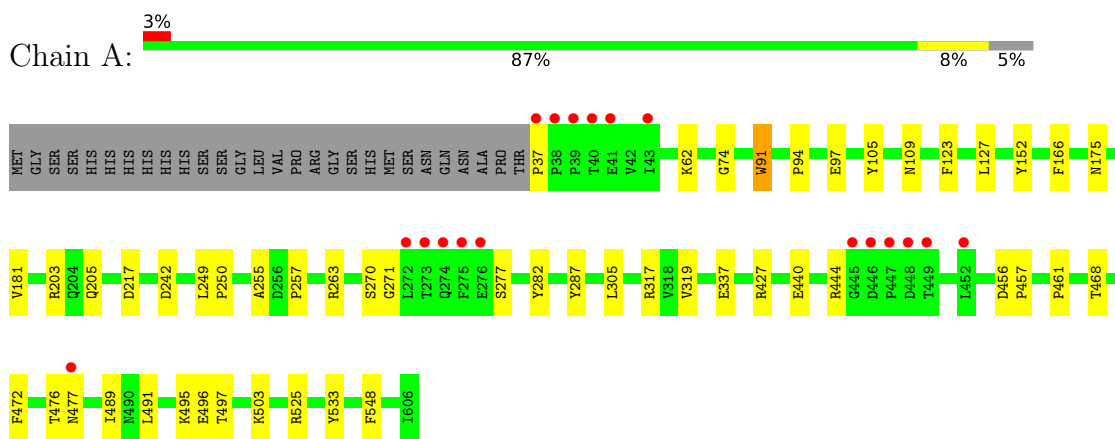 3%
Chain A:
87% 8% 5%
MET GLY SER SER HIS HIS HIS HIS HIS HIS SER SER GLY LEU VAL PRO ARG GLY SER HIS MET SER ASN GLN ASN ALA PRO THR P37 P38 P39 T40 E41 V42 I43 K62 G74 W91 P94 E97 Y105 N109 F123 L127 Y152 F166 N175
V181 R203 Q204 Q205 D217 D242 L249 P250 A255 D256 P257 R263 S270 G271 L272 T273 Q274 F275 E276 S277 Y282 Y287 L305 R317 V318 V319 E337 R427 E440 R444 G445 D446 P447 D448 T449 L452 D456 P457 P461 T468
F472 T476 N477 I489 N490 L491 K495 E496 T497 K503 R525 Y533 F548 I606